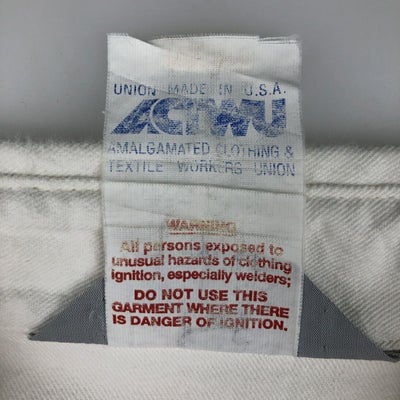 UNION MADE IN U.S.A.
ACTWU
AMALGAMATED CLOTHING &
TEXTILE WORKERS UNION
WARNING
All persons exposed to
unusual hazards of clothing
ignition, especially welders;
DO NOT USE THIS
GARMENT WHERE THERE
IS DANGER OF IGNITION.